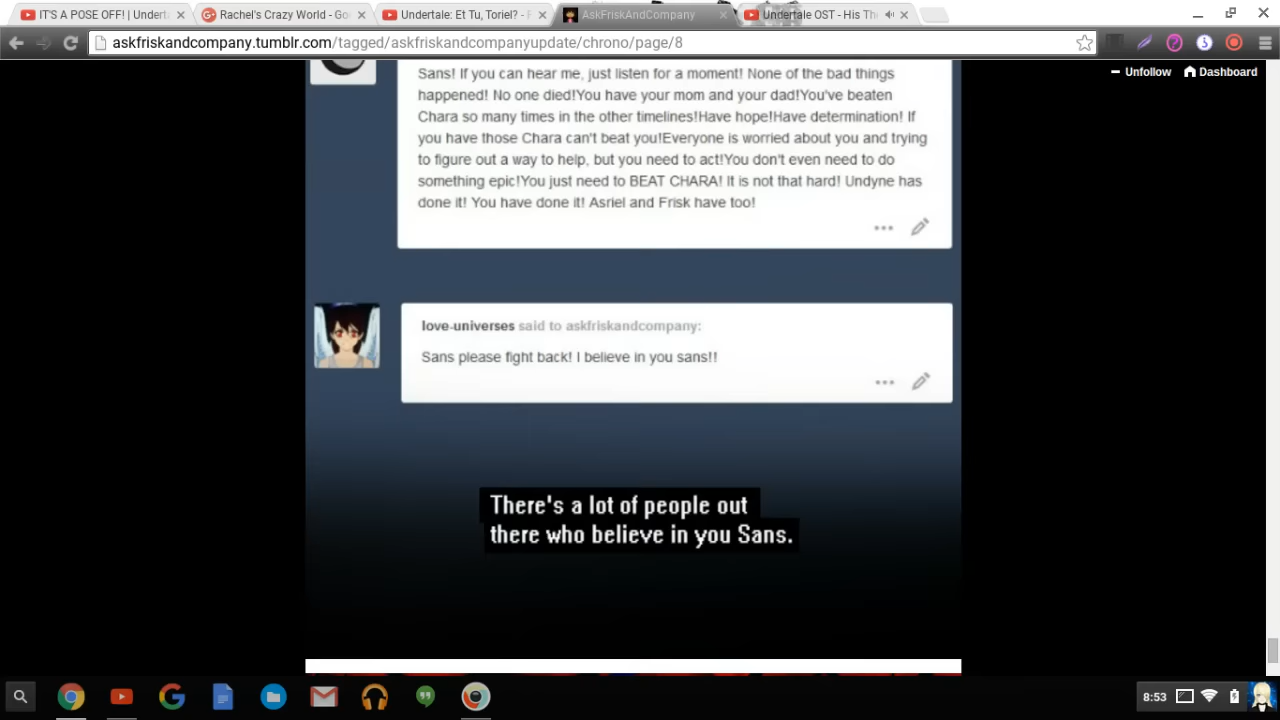 IT'S A POSE OFF! | Underta
Rachel's Crazy World - Go
Undertale: Et Tu, Toriel? - F
AskFriskAndCompany
Undertale OST - His Th
askfriskandcompany.tumblr.com/tagged/askfriskandcompanyupdate/chrono/page/8
Unfollow
Dashboard
Sans! If you can hear me, just listen for a moment! None of the bad things
happened! No one died!You have your mom and your dad!You've beaten
Chara so many times in the other timelines!Have hope!Have determination! If
you have those Chara can't beat you!Everyone is worried about you and trying
to figure out a way to help, but you need to act!You don't even need to do
something epic!You just need to BEAT CHARA! It is not that hard! Undyne has
done it! You have done it! Asriel and Frisk have too!
love-universes said to askfriskandcompany:
Sans please fight back! I believe in you sans!!
There's a lot of people out
there who believe in you Sans.
8:53